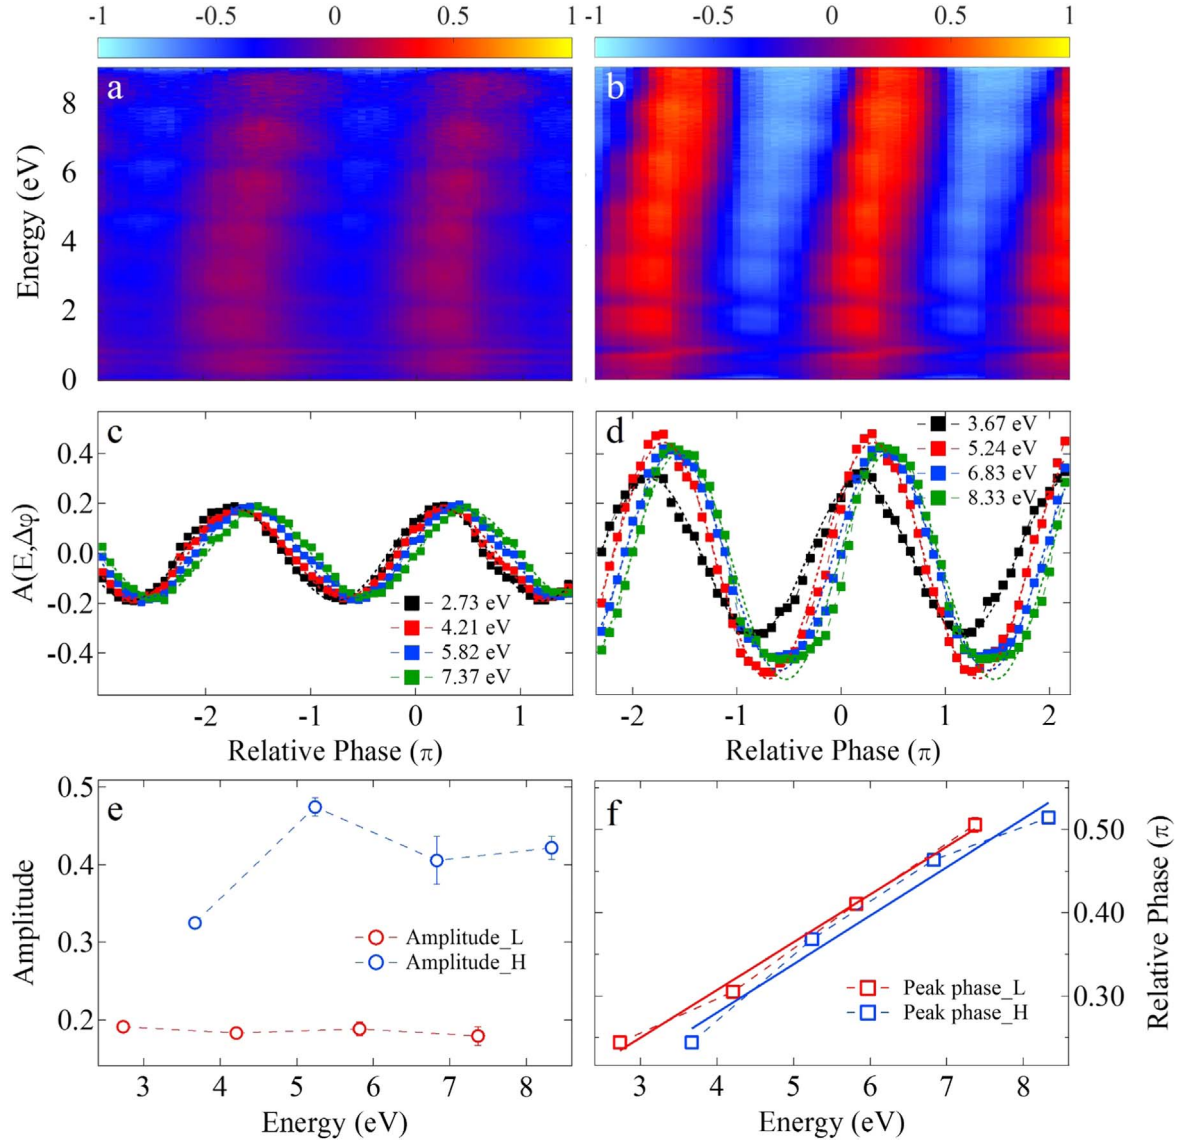 -1 -0.5 0 0.5 1
-1 -0.5 0 0.5 1
a
b
Energy (eV)
8
6
4
2
0
c
d
A(E,Δφ)
0.4
0.2
0.0
-0.2
-0.4
2.73 eV
4.21 eV
5.82 eV
7.37 eV
3.67 eV
5.24 eV
6.83 eV
8.33 eV
-2 -1 0 1
-2 -1 0 1 2
Relative Phase (π)
Relative Phase (π)
e
f
Amplitude
0.5
0.4
0.3
0.2
Amplitude_L
Amplitude_H
Peak phase_L
Peak phase_H
0.50
0.40
0.30
Relative Phase (π)
3 4 5 6 7 8
3 4 5 6 7 8
Energy (eV)
Energy (eV)